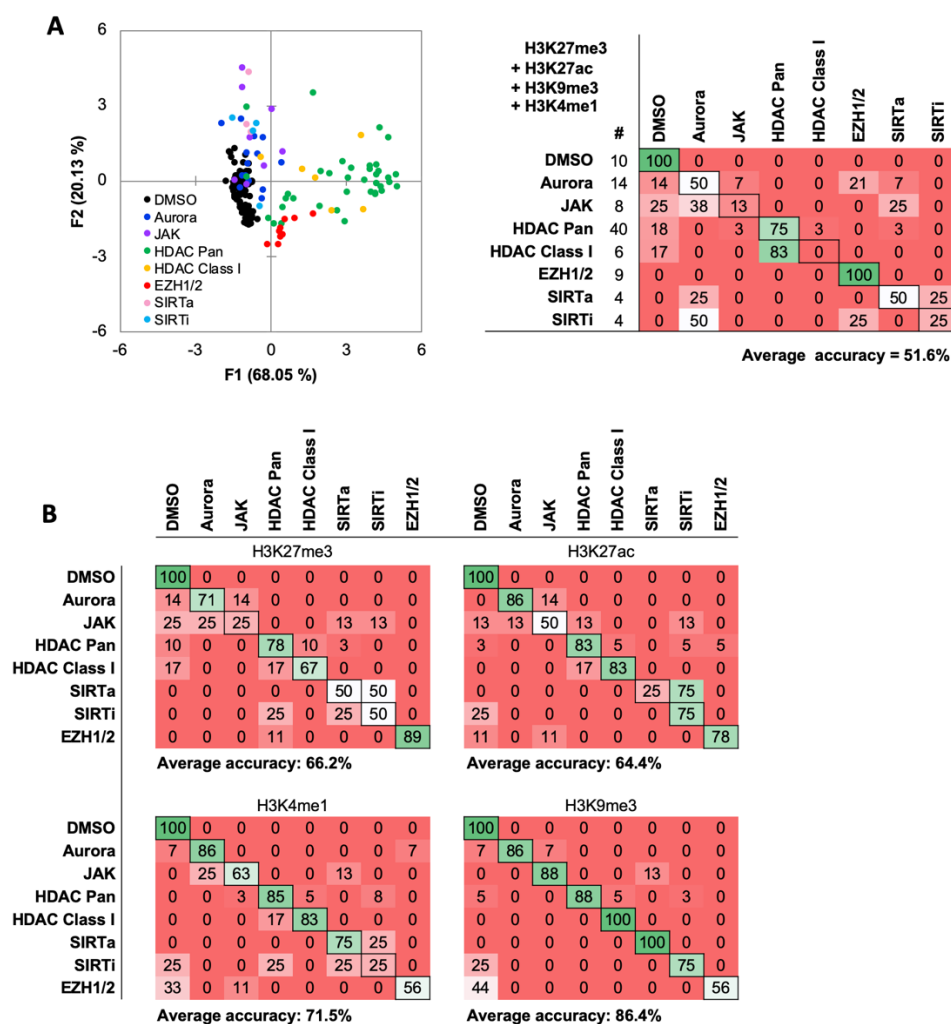 A
6
3
0
-3
-6
F2 (20.13 %)
DMSO
Aurora
JAK
HDAC Pan
HDAC Class I
EZH1/2
SIRTa
SIRTi
-6 -3 0 3 6
F1 (68.05 %)
H3K27me3
+ H3K27ac
+ H3K9me3
+ H3K4me1
# DMSO Aurora JAK HDAC Pan HDAC Class I EZH1/2 SIRTa SIRTi
DMSO 10 100 0 0 0 0 0 0 0
Aurora 14 14 50 7 0 0 21 7 0
JAK 8 25 38 13 0 0 0 25 0
HDAC Pan 40 18 0 3 75 3 0 3 0
HDAC Class I 6 17 0 0 83 0 0 0 0
EZH1/2 9 0 0 0 0 0 100 0 0
SIRTa 4 0 25 0 0 0 0 50 25
SIRTi 4 0 50 0 0 0 25 0 25
Average accuracy = 51.6%
B
DMSO Aurora JAK HDAC Pan HDAC Class I SIRTa SIRTi EZH1/2
DMSO Aurora JAK HDAC Pan HDAC Class I SIRTa SIRTi EZH1/2
H3K27me3 H3K27ac
DMSO 100 0 0 0 0 0 0 0 100 0 0 0 0 0 0 0
Aurora 14 71 14 0 0 0 0 0 0 86 14 0 0 0 0 0
JAK 25 25 25 0 0 13 13 0 13 13 50 13 0 0 13 0
HDAC Pan 10 0 0 78 10 3 0 0 3 0 0 83 5 0 5 5
HDAC Class I 17 0 0 17 67 0 0 0 0 0 0 17 83 0 0 0
SIRTa 0 0 0 0 0 50 50 0 0 0 0 0 0 25 75 0
SIRTi 0 0 0 25 0 25 50 0 25 0 0 0 0 0 75 0
EZH1/2 0 0 0 11 0 0 0 89 11 0 11 0 0 0 0 78
Average accuracy: 66.2% Average accuracy: 64.4%
H3K4me1 H3K9me3
DMSO 100 0 0 0 0 0 0 0 100 0 0 0 0 0 0 0
Aurora 7 86 0 0 0 0 0 7 7 86 7 0 0 0 0 0
JAK 0 25 63 0 0 13 0 0 0 0 88 0 0 13 0 0
HDAC Pan 0 0 3 85 5 0 8 0 5 0 0 88 5 0 3 0
HDAC Class I 0 0 0 17 83 0 0 0 0 0 0 0 100 0 0 0
SIRTa 0 0 0 0 0 75 25 0 0 0 0 0 0 100 0 0
SIRTi 25 0 0 25 0 25 25 0 25 0 0 0 0 0 75 0
EZH1/2 33 0 11 0 0 0 0 56 44 0 0 0 0 0 0 56
Average accuracy: 71.5% Average accuracy: 86.4%